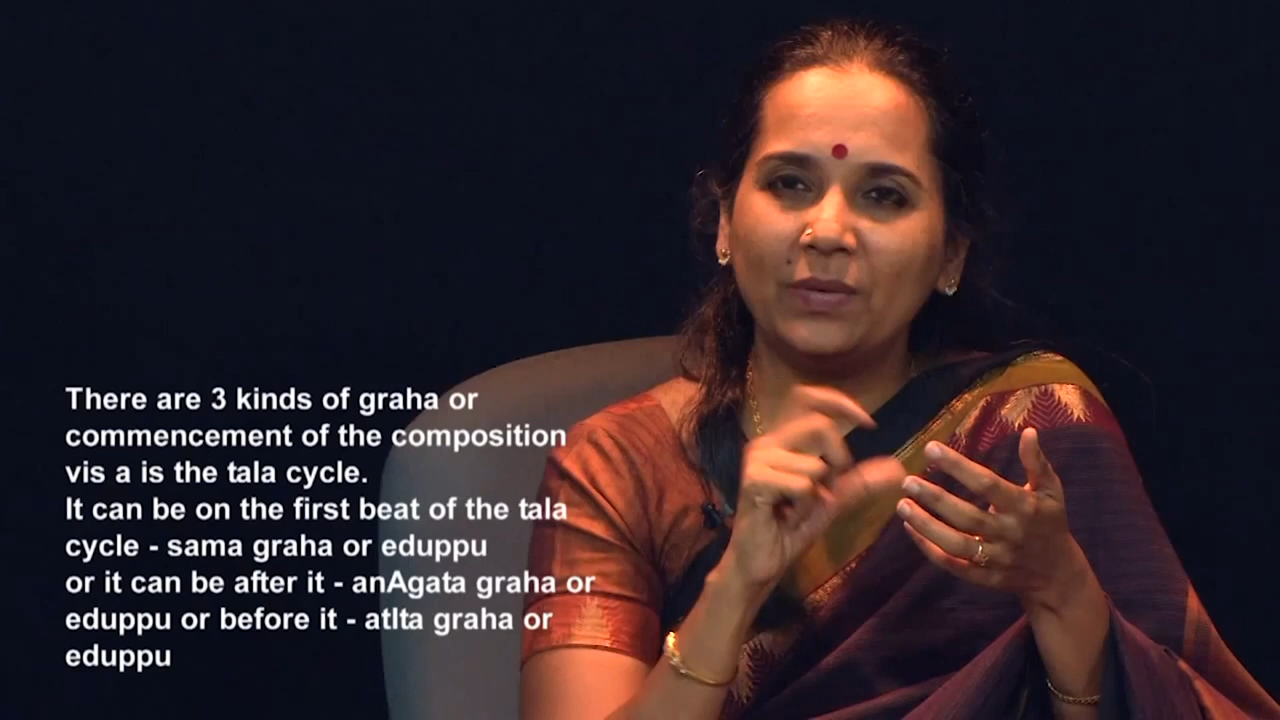 There are 3 kinds of graha or
commencement of the composition
vis a is the tala cycle.
It can be on the first beat of the tala
cycle - sama graha or eduppu
or it can be after it - anAgata graha or
eduppu or before it - atIta graha or
eduppu